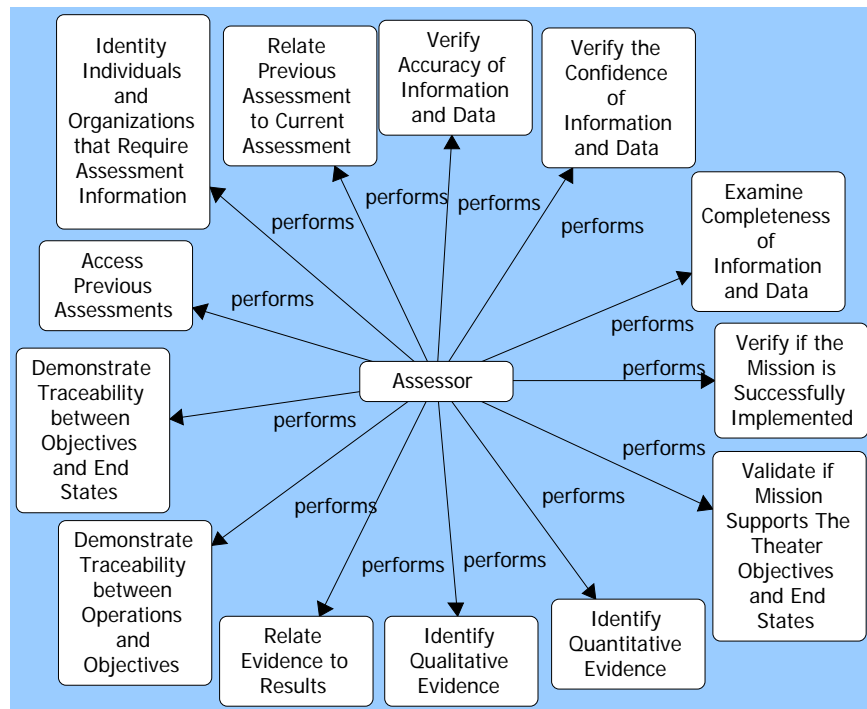 Identity
Individuals
and
Organizations
that Require
Assessment
Information
Relate
Previous
Assessment
to Current
Assessment
Verify
Accuracy of
Information
and Data
Verify the
Confidence
of
Information
and Data
performs
performs
performs
performs
Examine
Completeness
of
Information
and Data
Access
Previous
Assessments
performs
performs
Demonstrate
Traceability
between
Objectives
and End
States
Assessor
performs
Verify if the
Mission is
Successfully
Implemented
performs
performs
Validate if
Mission
Supports The
Theater
Objectives
and End
States
performs
performs
performs
performs
Demonstrate
Traceability
between
Operations
and
Objectives
Relate
Evidence to
Results
Identify
Qualitative
Evidence
Identify
Quantitative
Evidence